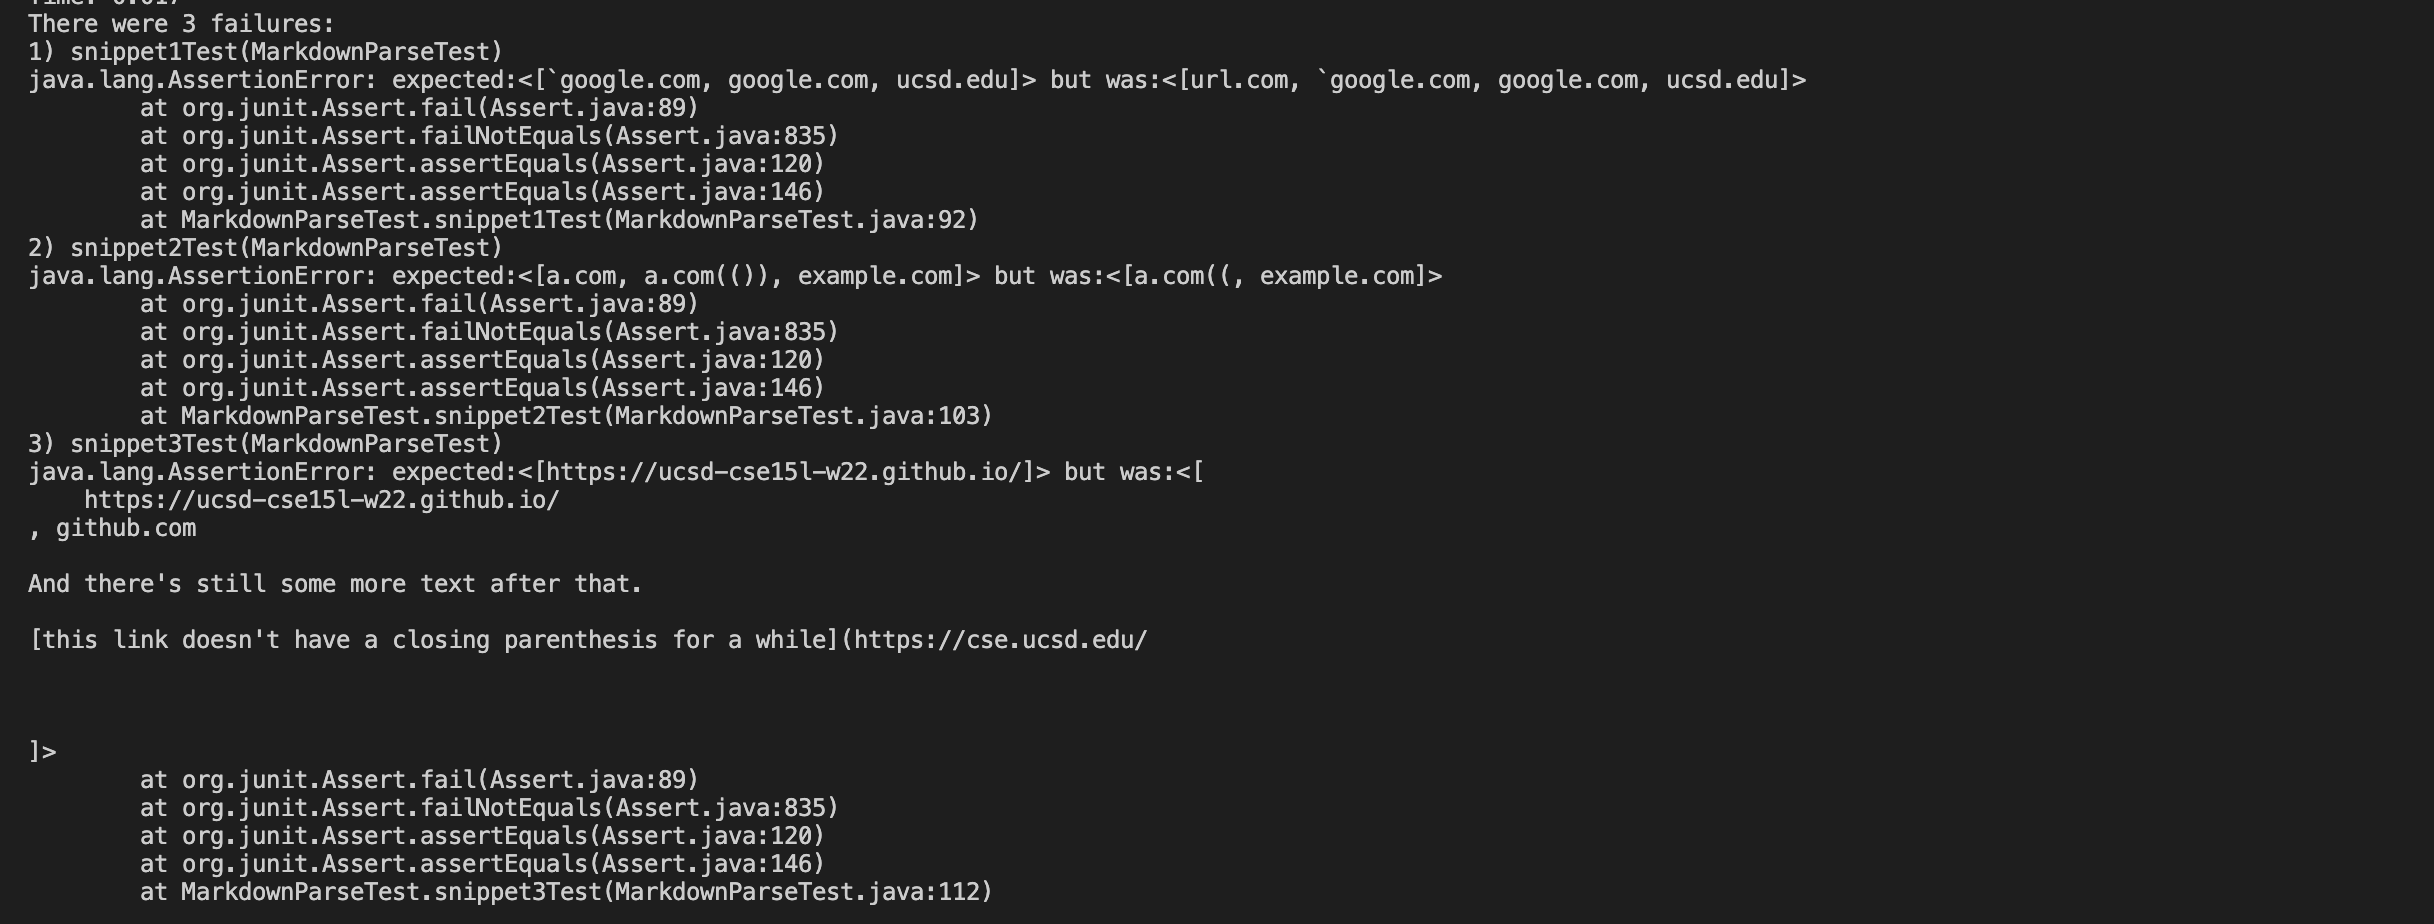 Time: 0.017
There were 3 failures:
1) snippet1Test(MarkdownParseTest)
java.lang.AssertionError: expected:<[`google.com, google.com, ucsd.edu]> but was:<[url.com, `google.com, google.com, ucsd.edu]>
        at org.junit.Assert.fail(Assert.java:89)
        at org.junit.Assert.failNotEquals(Assert.java:835)
        at org.junit.Assert.assertEquals(Assert.java:120)
        at org.junit.Assert.assertEquals(Assert.java:146)
        at MarkdownParseTest.snippet1Test(MarkdownParseTest.java:92)
2) snippet2Test(MarkdownParseTest)
java.lang.AssertionError: expected:<[a.com, a.com(()), example.com]> but was:<[a.com((, example.com]>
        at org.junit.Assert.fail(Assert.java:89)
        at org.junit.Assert.failNotEquals(Assert.java:835)
        at org.junit.Assert.assertEquals(Assert.java:120)
        at org.junit.Assert.assertEquals(Assert.java:146)
        at MarkdownParseTest.snippet2Test(MarkdownParseTest.java:103)
3) snippet3Test(MarkdownParseTest)
java.lang.AssertionError: expected:<[https://ucsd-cse15l-w22.github.io/]> but was:<[
    https://ucsd-cse15l-w22.github.io/
, github.com

And there's still some more text after that.

[this link doesn't have a closing parenthesis for a while](https://cse.ucsd.edu/



]>
        at org.junit.Assert.fail(Assert.java:89)
        at org.junit.Assert.failNotEquals(Assert.java:835)
        at org.junit.Assert.assertEquals(Assert.java:120)
        at org.junit.Assert.assertEquals(Assert.java:146)
        at MarkdownParseTest.snippet3Test(MarkdownParseTest.java:112)